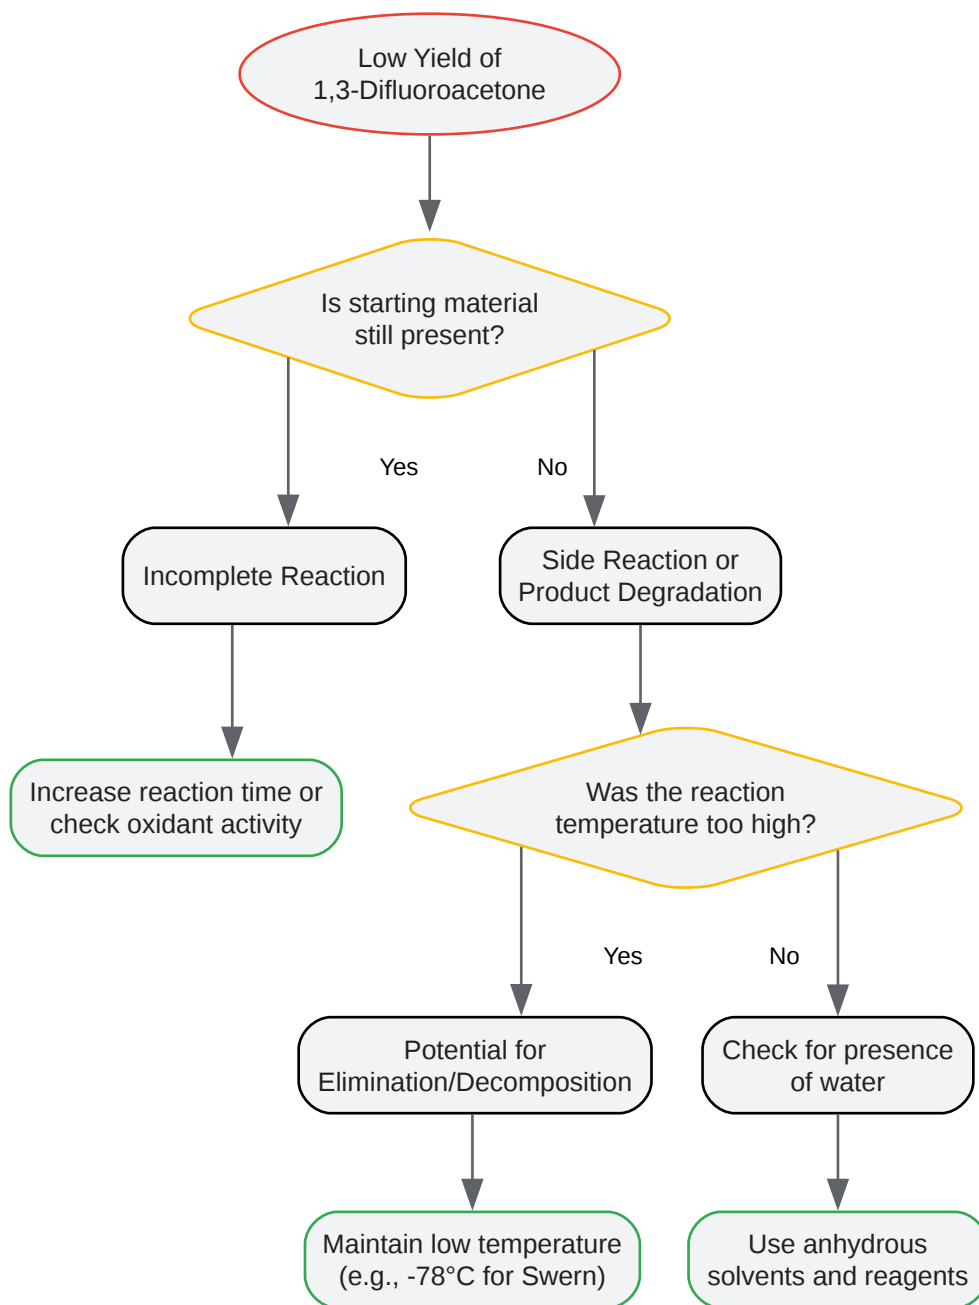 Low Yield of
1,3-Difluoroacetone
Is starting material
still present?
Yes
No
Incomplete Reaction
Side Reaction or
Product Degradation
Increase reaction time or
check oxidant activity
Was the reaction
temperature too high?
Yes
No
Potential for
Elimination/Decomposition
Check for presence
of water
Maintain low temperature
(e.g., -78°C for Swern)
Use anhydrous
solvents and reagents